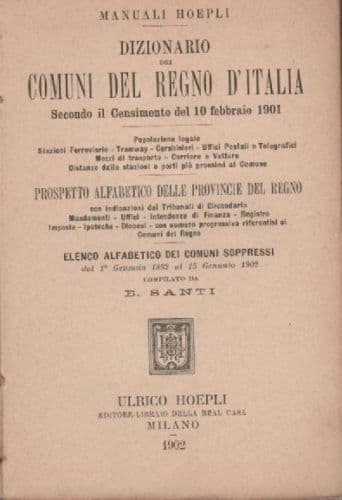 MANUALI HOEPLI
DIZIONARIO
DEI
COMUNI DEL REGNO D'ITALIA
Secondo il Censimento del 10 febbraio 1901
Popolazione legale
Stazioni Ferroviarie - Tramway - Carabinieri - Uffici Postali e Telegrafici
Mezzi di trasporto - Corriere o Vetture
Distanze dalle stazioni o porti più prossimi al Comune
PROSPETTO ALFABETICO DELLE PROVINCIE DEL REGNO
con indicazioni dei Tribunali di Circondario
Mandamenti - Uffici - Intendenze di Finanza - Registro
Imposte - Ipoteche - Diocesi - con numero progressivo riferentisi ai
Comuni del Regno
ELENCO ALFABETICO DEI COMUNI SOPPRESSI
dal 1° Gennaio 1882 al 15 Gennaio 1902
COMPILATO DA
E. SANTI
ULRICO HOEPLI
EDITORE-LIBRAIO DELLA REAL CASA
MILANO
1902